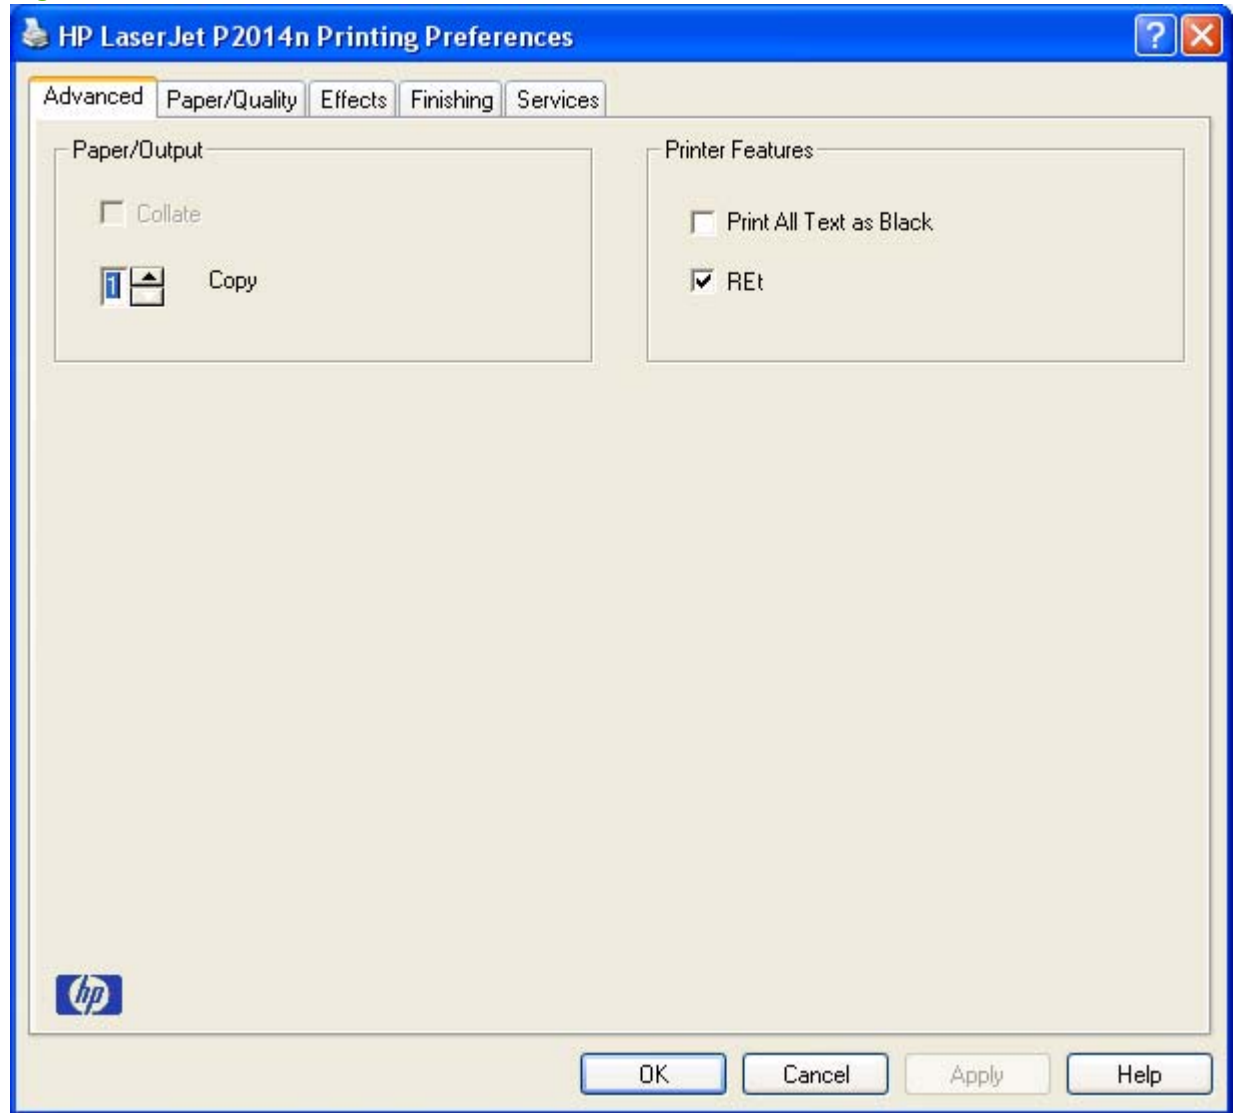 HP LaserJet P2014n Printing Preferences
Advanced Paper/Quality Effects Finishing Services
Paper/Output
Collate
1 Copy
Printer Features
Print All Text as Black
REt
hp
OK Cancel Apply Help